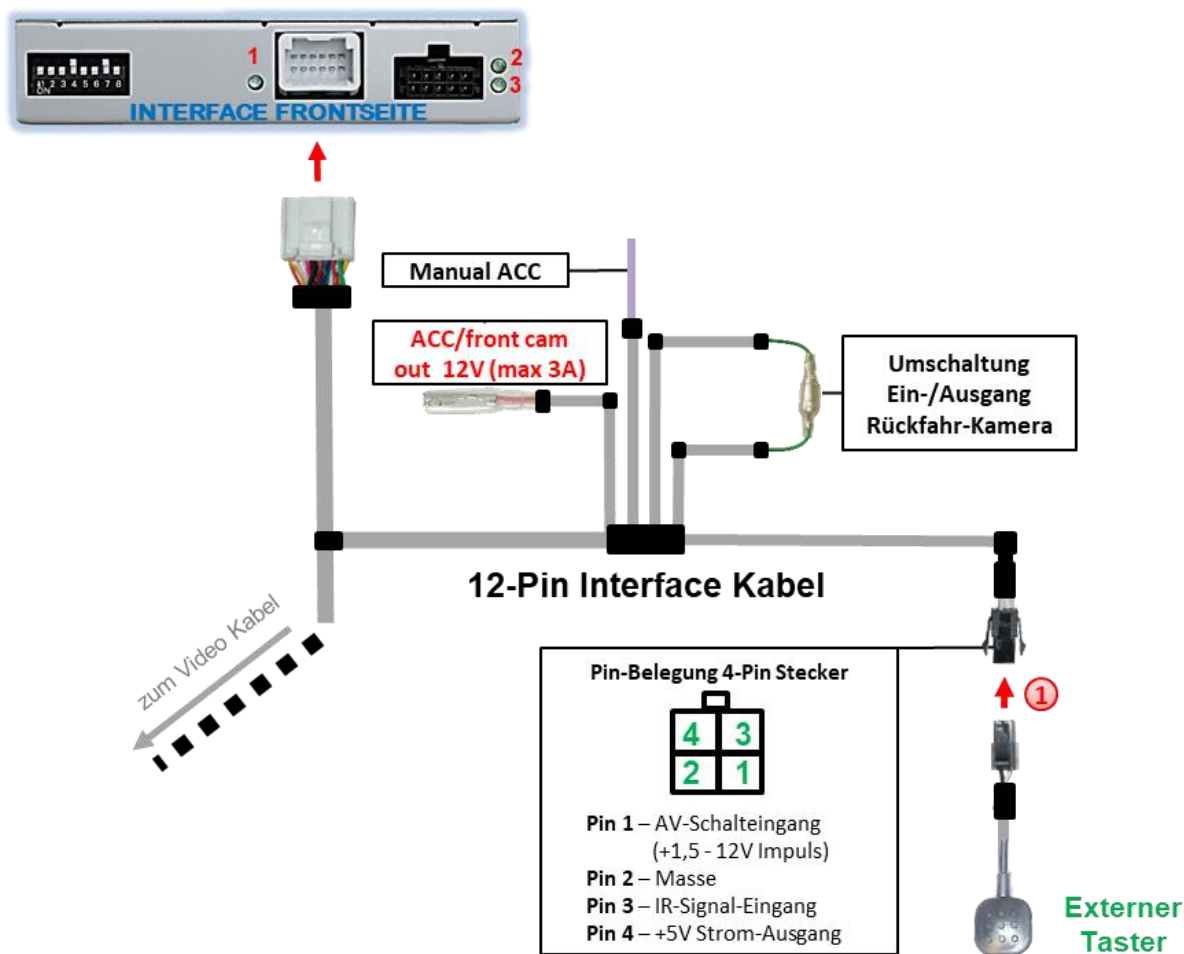 1
2
3
1 2 3 4 5 6 7 8
ON
INTERFACE FRONTSEITE
Manual ACC
ACC/front cam
out 12V (max 3A)
Umschaltung
Ein-/Ausgang
Rückfahr-Kamera
12-Pin Interface Kabel
zum Video Kabel
Pin-Belegung 4-Pin Stecker
4 3
2 1
Pin 1 – AV-Schalteingang
(+1,5 - 12V Impuls)
Pin 2 – Masse
Pin 3 – IR-Signal-Eingang
Pin 4 – +5V Strom-Ausgang
1
Externer
Taster